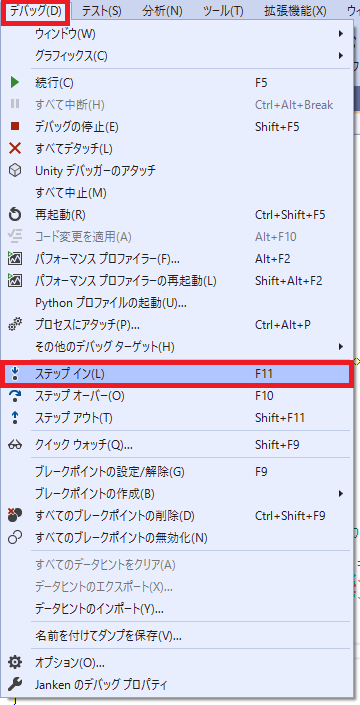 デバッグ(D) テスト(S) 分析(N) ツール(T) 拡張機能(X)
ウィンドウ(W)
グラフィックス(C)
続行(C) F5
すべて中断(H) Ctrl+Alt+Break
デバッグの停止(E) Shift+F5
すべてデタッチ(L)
Unity デバッガーのアタッチ
すべて中止(M)
再起動(R) Ctrl+Shift+F5
コード変更を適用(A) Alt+F10
パフォーマンス プロファイラー(F)... Alt+F2
パフォーマンス プロファイラーの再起動(L) Shift+Alt+F2
Python プロファイルの起動(U)...
プロセスにアタッチ(P)... Ctrl+Alt+P
その他のデバッグ ターゲット(H)
ステップ イン(L) F11
ステップ オーバー(O) F10
ステップ アウト(T) Shift+F11
クイック ウォッチ(Q)... Shift+F9
ブレークポイントの設定/解除(G) F9
ブレークポイントの作成(B)
すべてのブレークポイントの削除(D) Ctrl+Shift+F9
すべてのブレークポイントの無効化(N)
すべてのデータヒントをクリア(A)
データヒントのエクスポート(X)...
データヒントのインポート(Y)...
名前を付けてダンプを保存(V)...
オプション(O)...
Janken のデバッグ プロパティ